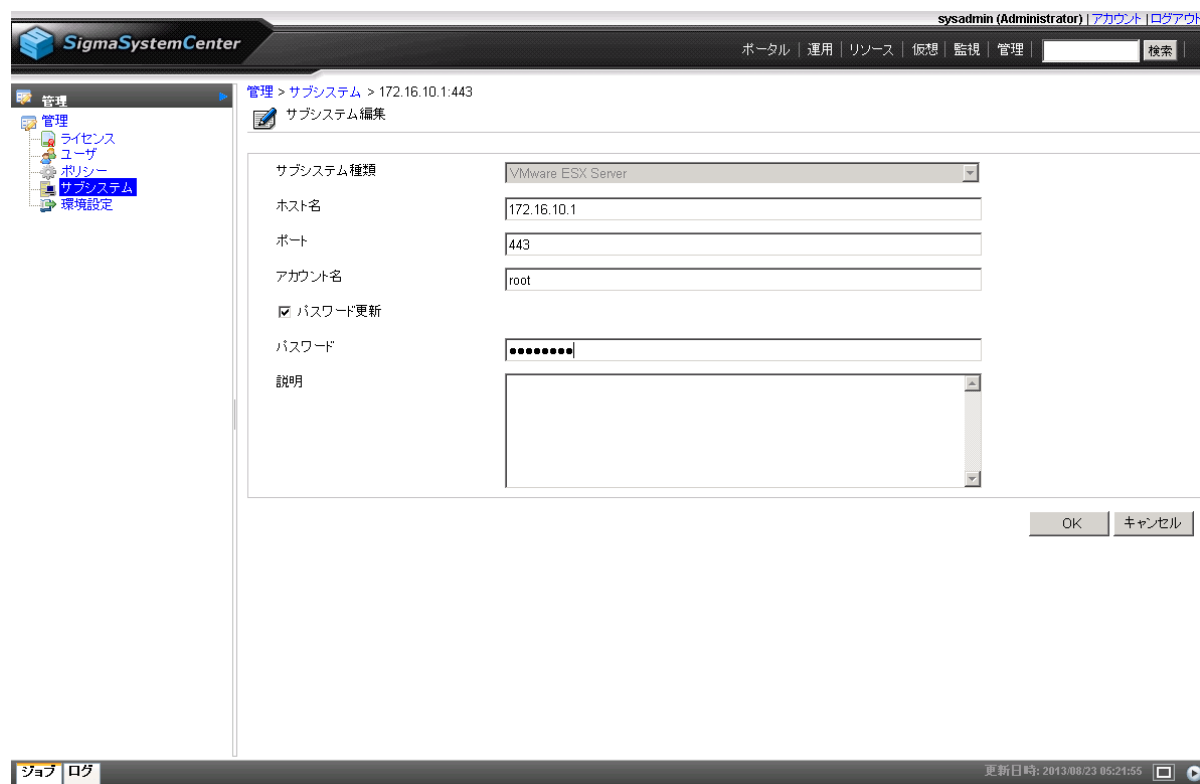 sysadmin (Administrator) | アカウント | ログアウト
SigmaSystemCenter
ポータル | 運用 | リソース | 仮想 | 監視 | 管理 | 検索
管理
管理
ライセンス
ユーザ
ポリシー
サブシステム
環境設定
管理 > サブシステム > 172.16.10.1:443
サブシステム編集
サブシステム種類 VMware ESX Server
ホスト名 172.16.10.1
ポート 443
アカウント名 root
パスワード更新
パスワード ●●●●●●●●
説明
OK キャンセル
ジョブ ログ
更新日時: 2013/08/23 05:21:55